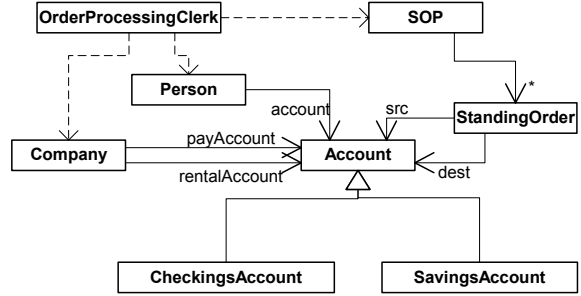 OrderProcessingClerk
SOP
Person
*
account
src
StandingOrder
payAccount
Company
Account
rentalAccount
dest
CheckingsAccount
SavingsAccount